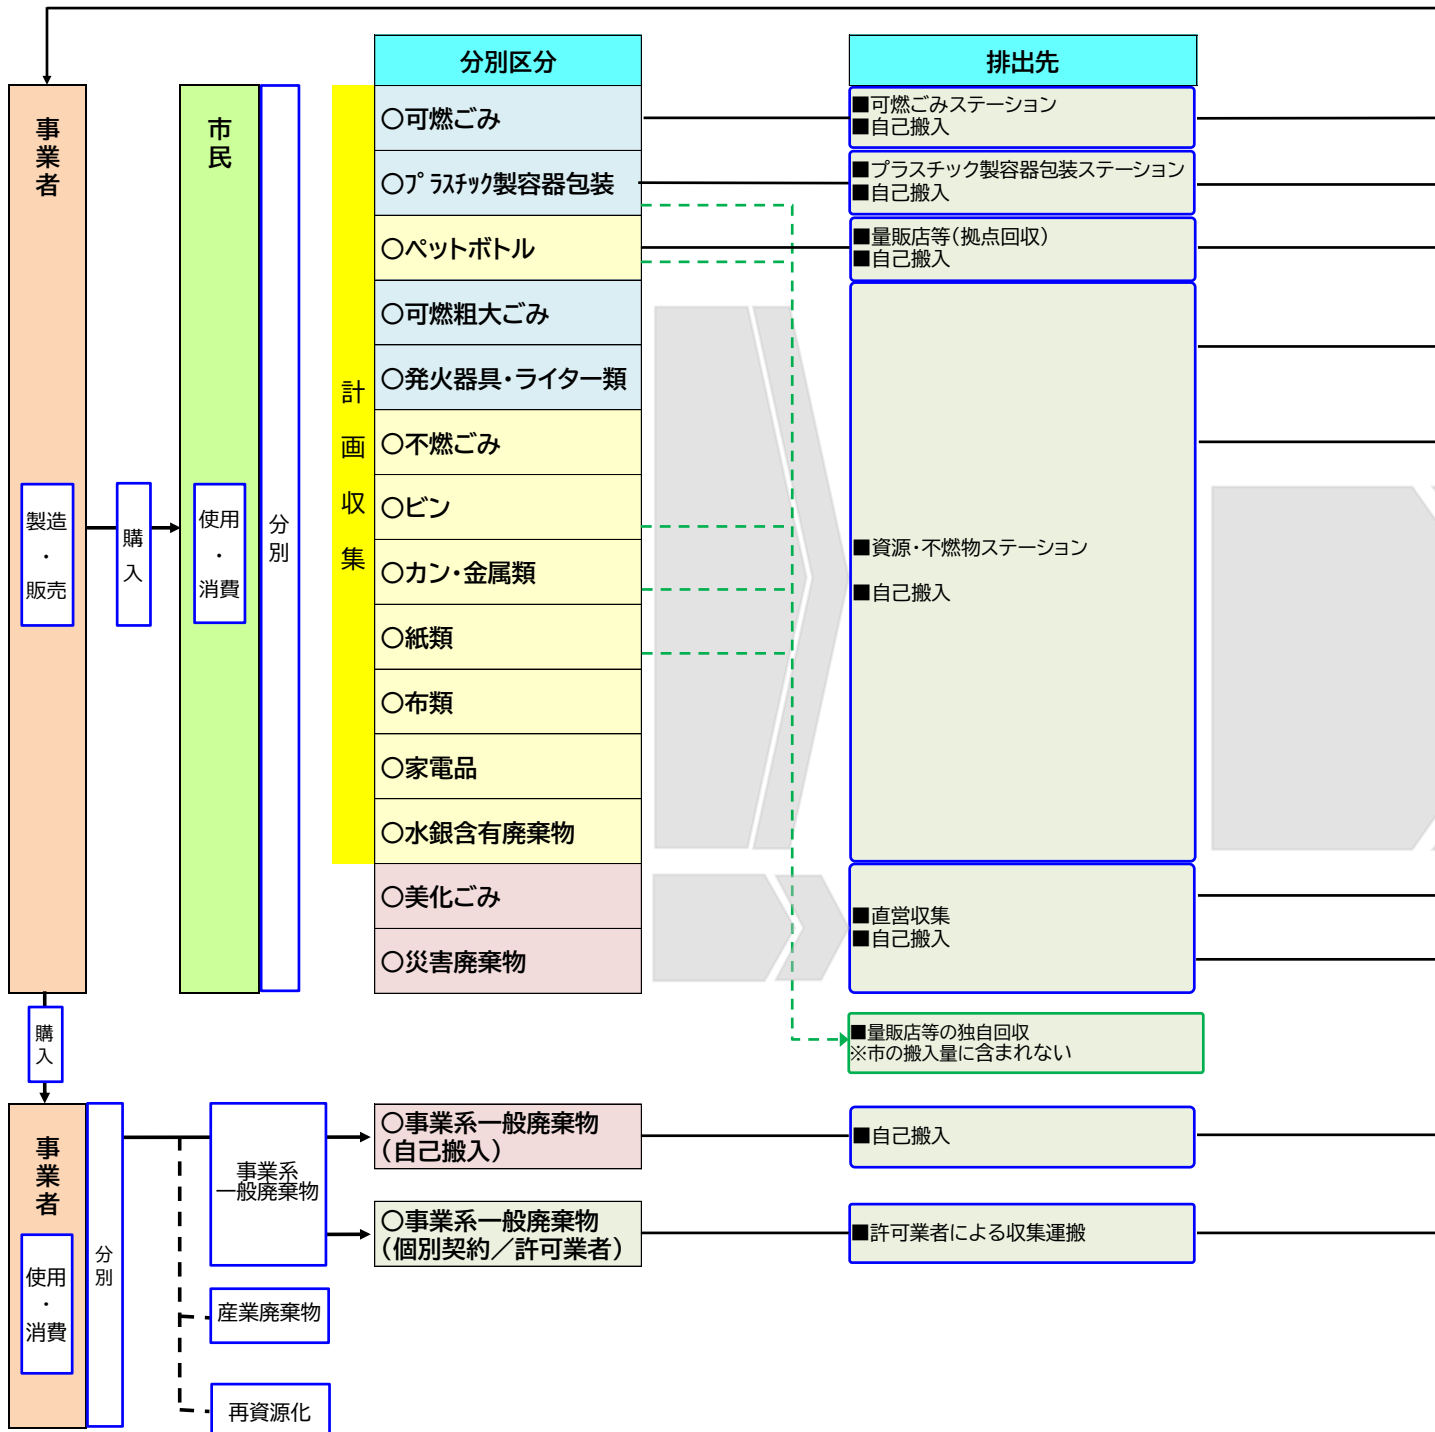 分別区分
排出先
事業者
製造
・
販売
購入
市民
使用
・
消費
分別
計画収集
○可燃ごみ
○プラスチック製容器包装
○ペットボトル
○可燃粗大ごみ
○発火器具・ライター類
○不燃ごみ
○ビン
○カン・金属類
○紙類
○布類
○家電品
○水銀含有廃棄物
○美化ごみ
○災害廃棄物
■可燃ごみステーション
■自己搬入
■プラスチック製容器包装ステーション
■自己搬入
■量販店等(拠点回収)
■自己搬入
■資源・不燃物ステーション
■自己搬入
■直営収集
■自己搬入
■量販店等の独自回収
※市の搬入量に含まれない
購入
事業者
使用
・
消費
分別
事業系
一般廃棄物
産業廃棄物
再資源化
○事業系一般廃棄物
(自己搬入)
○事業系一般廃棄物
(個別契約／許可業者)
■自己搬入
■許可業者による収集運搬